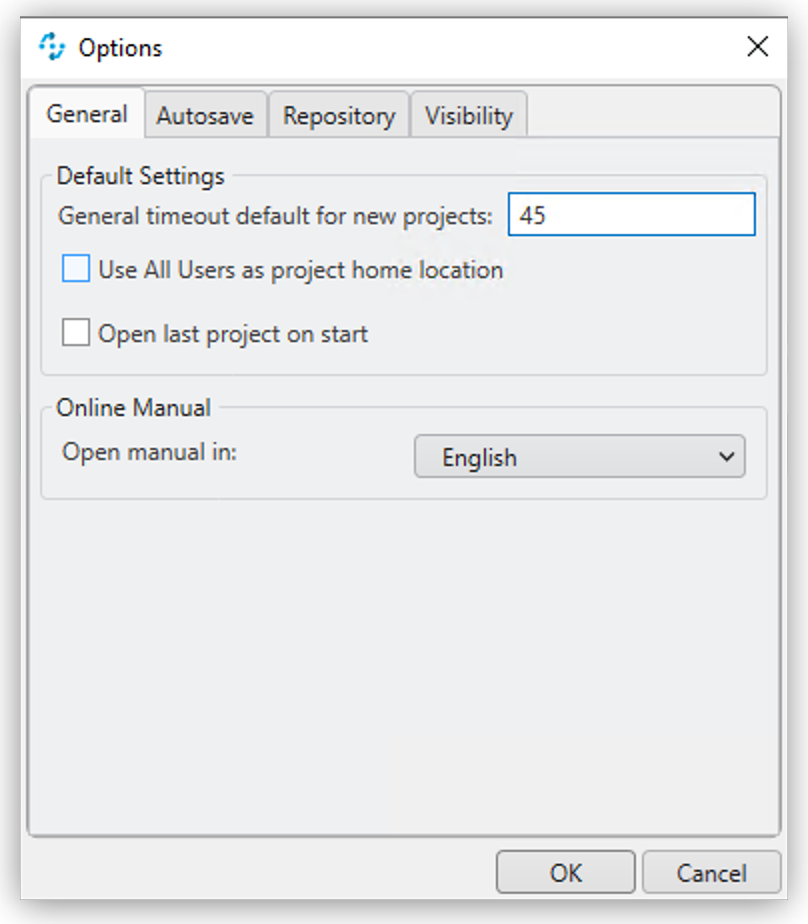 Options
General Autosave Repository Visibility
Default Settings
General timeout default for new projects: 45
Use All Users as project home location
Open last project on start
Online Manual
Open manual in: English
OK Cancel